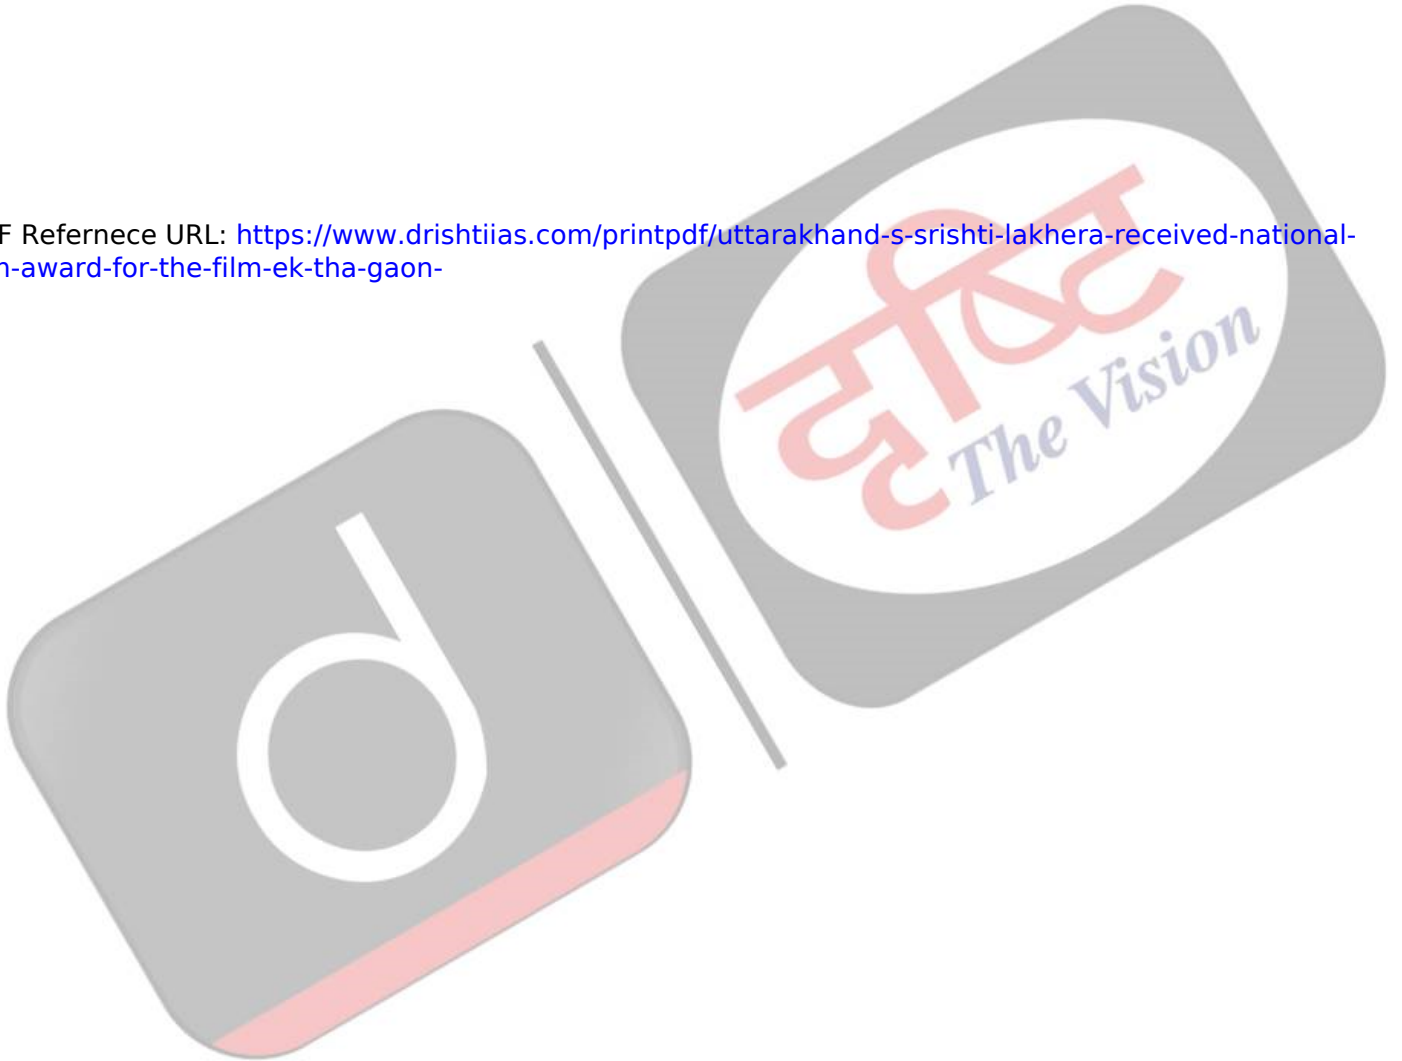 F Refernece URL: https://www.drishtiias.com/printpdf/uttarakhand-s-srishti-lakhera-received-national-
n-award-for-the-film-ek-tha-gaon-
दृष्टि
The Vision
d